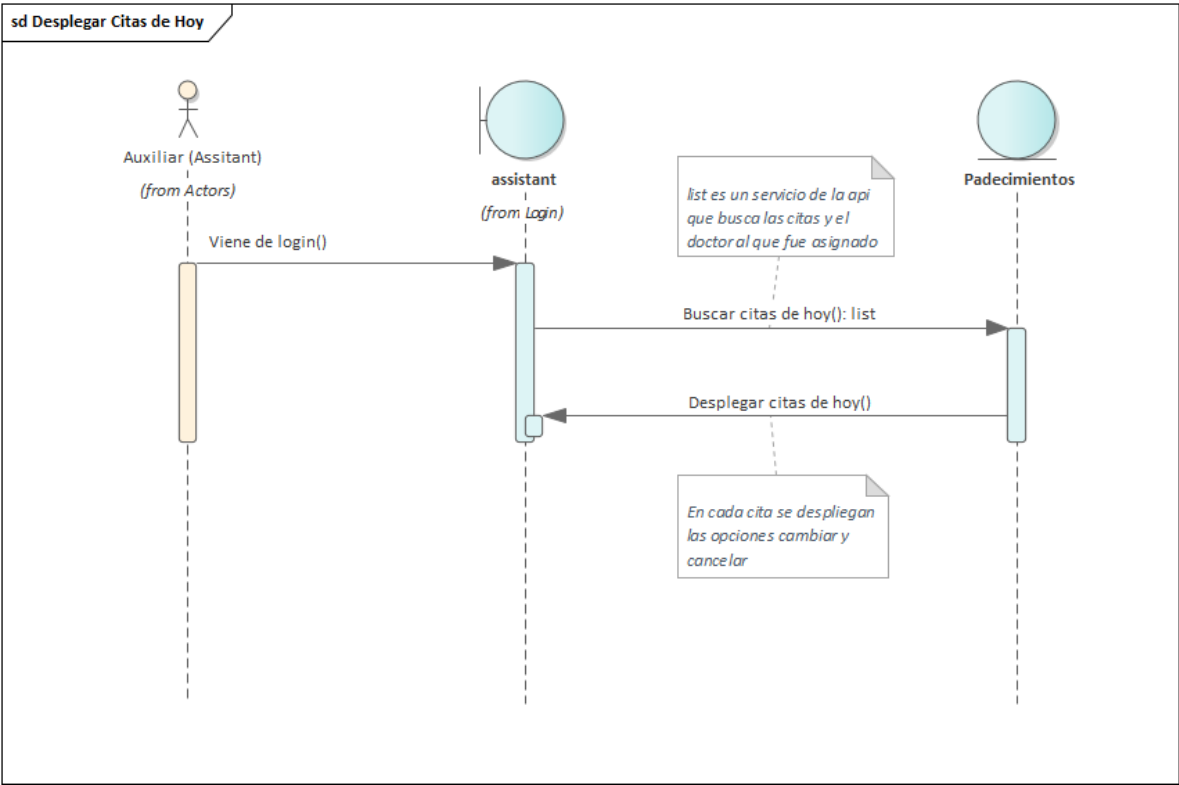 sd Desplegar Citas de Hoy
Auxiliar (Assitant)
(from Actors)
assistant
(from Login)
list es un servicio de la api
que busca las citas y el
doctor al que fue asignado
Padecimientos
Viene de login()
Buscar citas de hoy(): list
Desplegar citas de hoy()
En cada cita se despliegan
las opciones cambiar y
cancelar